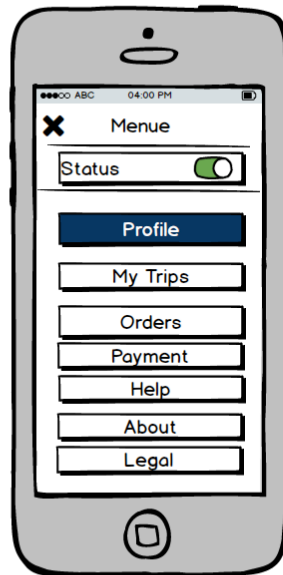 ABC 04:00 PM
Menue
Status
Profile
My Trips
Orders
Payment
Help
About
Legal